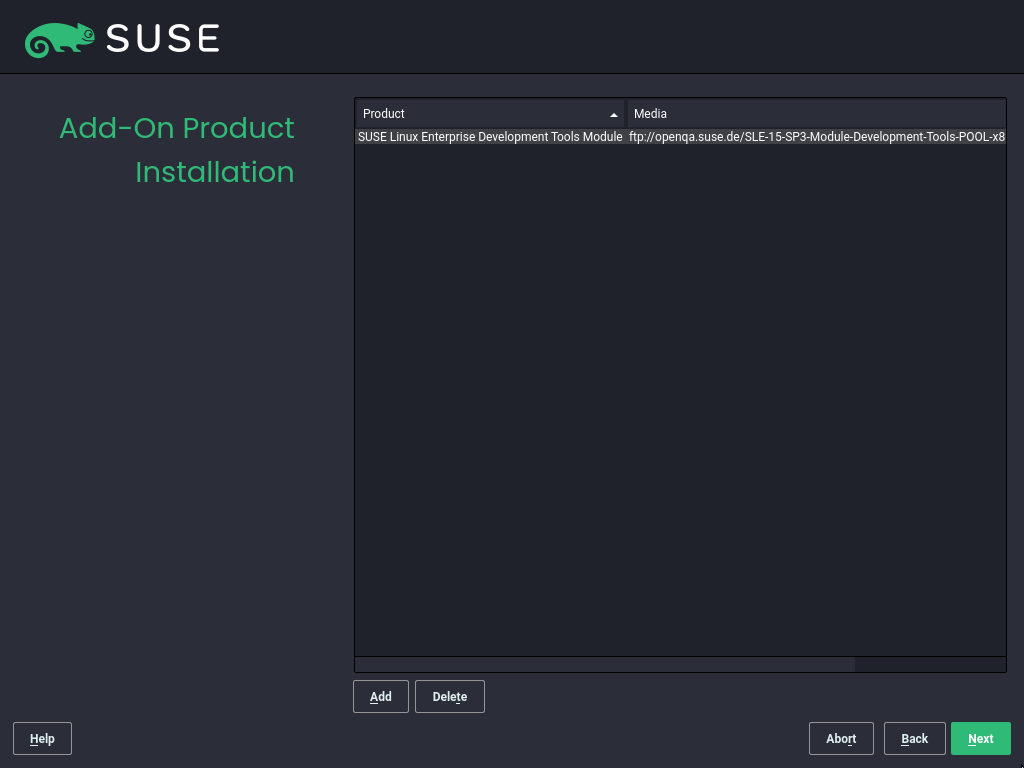 SUSE
Add-On Product
Installation
Product Media
SUSE Linux Enterprise Development Tools Module ftp://openqa.suse.de/SLE-15-SP3-Module-Development-Tools-POOL-x8
Add Delete
Help Abort Back Next